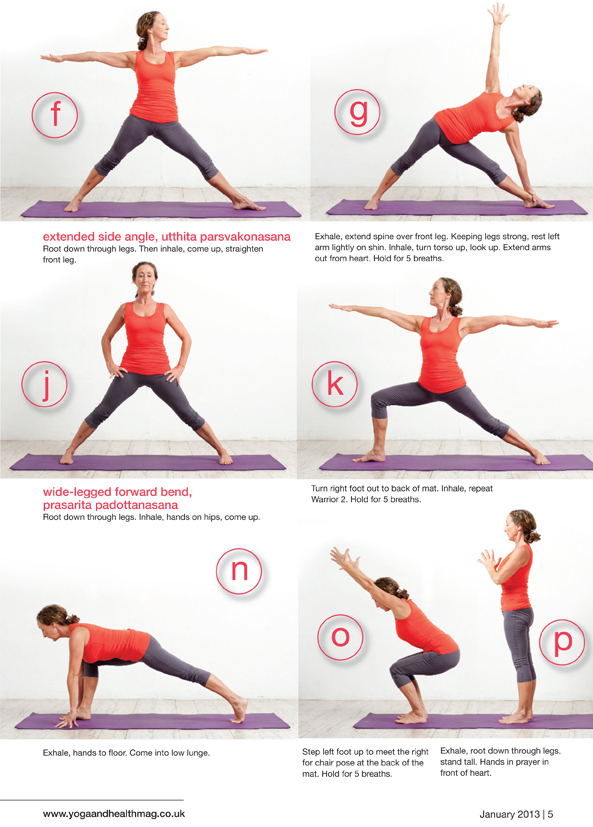 f
g
extended side angle, utthita parsvakonasana
Root down through legs. Then inhale, come up, straighten
front leg.
Exhale, extend spine over front leg. Keeping legs strong, rest left
arm lightly on shin. Inhale, turn torso up, look up. Extend arms
out from heart. Hold for 5 breaths.
j
k
wide-legged forward bend,
prasarita padottanasana
Root down through legs. Inhale, hands on hips, come up.
Turn right foot out to back of mat. Inhale, repeat
Warrior 2. Hold for 5 breaths.
n
o
p
Exhale, hands to floor. Come into low lunge.
Step left foot up to meet the right
for chair pose at the back of the
mat. Hold for 5 breaths.
Exhale, root down through legs,
stand tall. Hands in prayer in
front of heart.
www.yogaandhealthmag.co.uk
January 2013 | 5